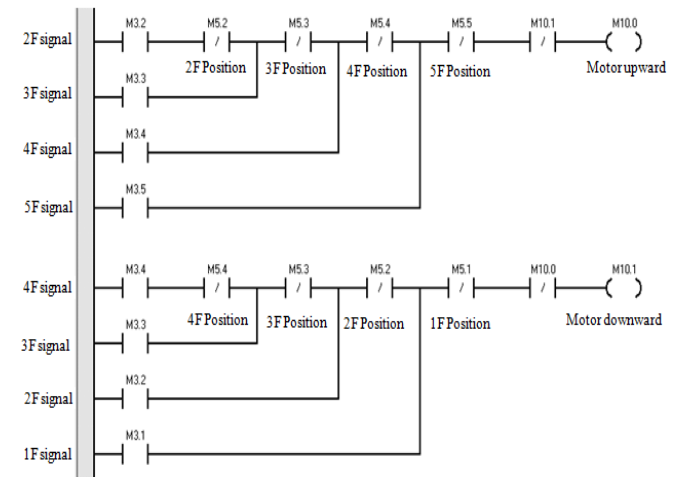 M3.2 M5.2 M5.3 M5.4 M5.5 M10.1 M10.0
2F signal / / / / /
2F Position 3F Position 4F Position 5F Position Motor upward
M3.3
3F signal
M3.4
4F signal
M3.5
5F signal
M3.4 M5.4 M5.3 M5.2 M5.1 M10.0 M10.1
4F signal / / / / /
4F Position 3F Position 2F Position 1F Position Motor downward
M3.3
3F signal
M3.2
2F signal
M3.1
1F signal